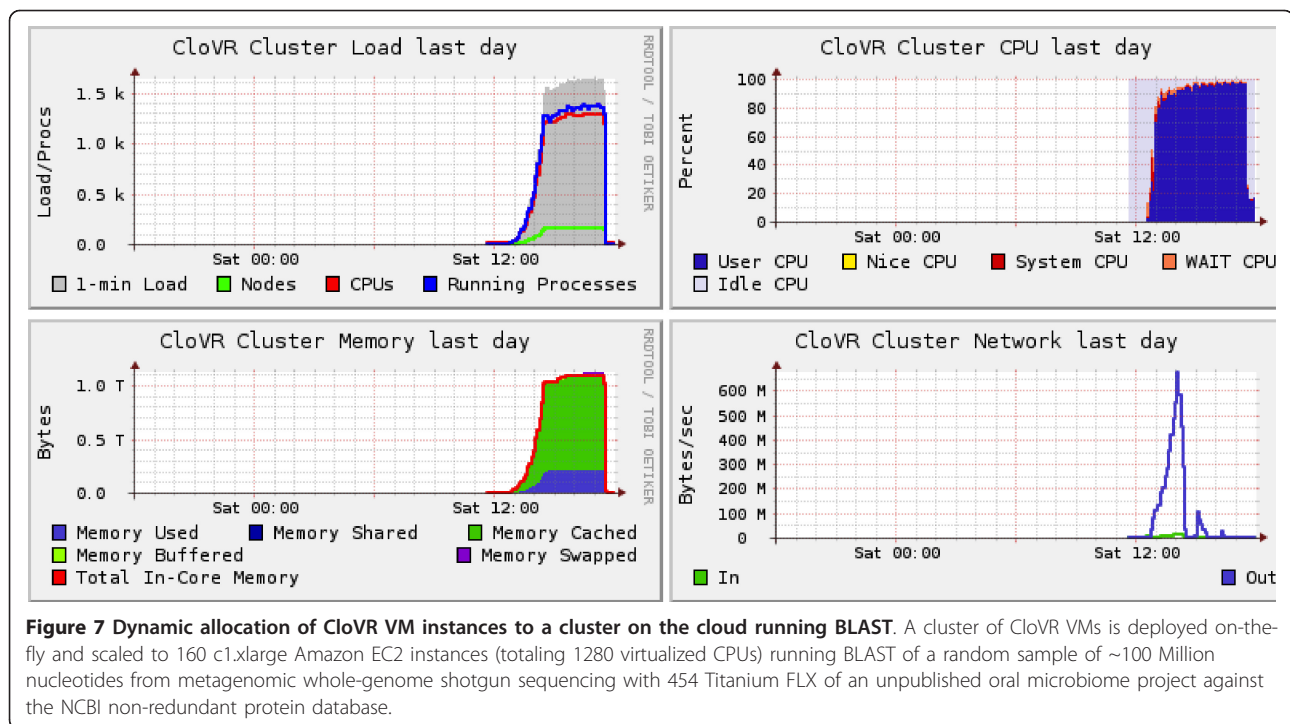 CloVR Cluster Load last day
RRDTOOL / TOBI OETIKER
Load/Procs
1.5 k
1.0 k
0.5 k
0.0
Sat 00:00 Sat 12:00
1-min Load Nodes CPUs Running Processes
CloVR Cluster CPU last day
Percent
100
80
60
40
20
0
Sat 00:00 Sat 12:00
User CPU Nice CPU System CPU WAIT CPU
Idle CPU
CloVR Cluster Memory last day
RRDTOOL / TOBI OETIKER
Bytes
1.0 T
0.5 T
0.0
Sat 00:00 Sat 12:00
Memory Used Memory Shared Memory Cached
Memory Buffered Memory Swapped
Total In-Core Memory
CloVR Cluster Network last day
Bytes/sec
600 M
500 M
400 M
300 M
200 M
100 M
0
Sat 00:00 Sat 12:00
In Out
Figure 7 Dynamic allocation of CloVR VM instances to a cluster on the cloud running BLAST. A cluster of CloVR VMs is deployed on-the-
fly and scaled to 160 c1.xlarge Amazon EC2 instances (totaling 1280 virtualized CPUs) running BLAST of a random sample of ~100 Million
nucleotides from metagenomic whole-genome shotgun sequencing with 454 Titanium FLX of an unpublished oral microbiome project against
the NCBI non-redundant protein database.